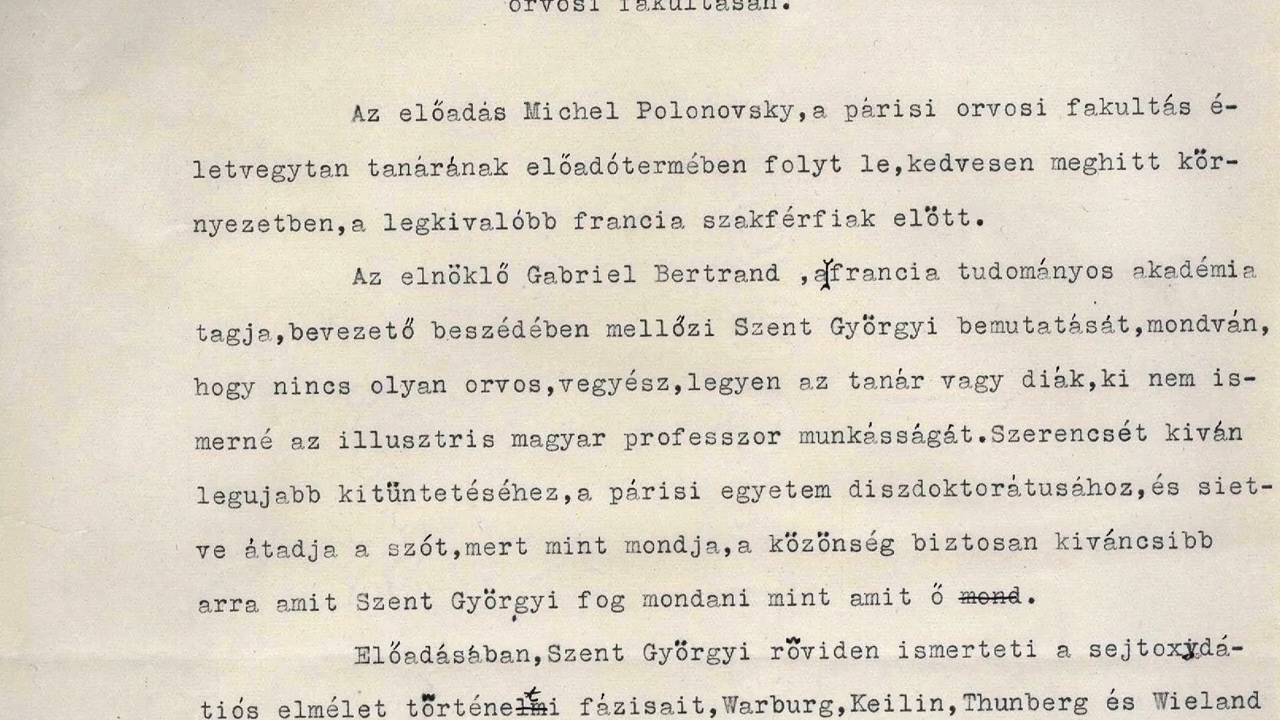 orvosi fakultásán.
Az előadás Michel Polonovsky,a párisi orvosi fakultás é-
letvegytan tanárának előadótermében folyt le,kedvesen meghitt kör-
nyezetben,a legkivalóbb francia szakférfiak előtt.
Az elnöklő Gabriel Bertrand ,a francia tudományos akadémia
tagja,bevezető beszédében mellőzi Szent Györgyi bemutatását,mondván,
hogy nincs olyan orvos,vegyész,legyen az tanár vagy diák,ki nem is-
merné az illusztris magyar professzor munkásságát.Szerencsét kiván
legujabb kitüntetéséhez,a párisi egyetem diszdoktorátusához,és siet-
ve átadja a szót,mert mint mondja,a közönség biztosan kiváncsibb
arra amit Szent Györgyi fog mondani mint amit ő mond.
Előadásában,Szent Györgyi röviden ismerteti a sejtoxydá-
tiós elmélet történeti fázisait,Warburg,Keilin,Thunberg és Wieland